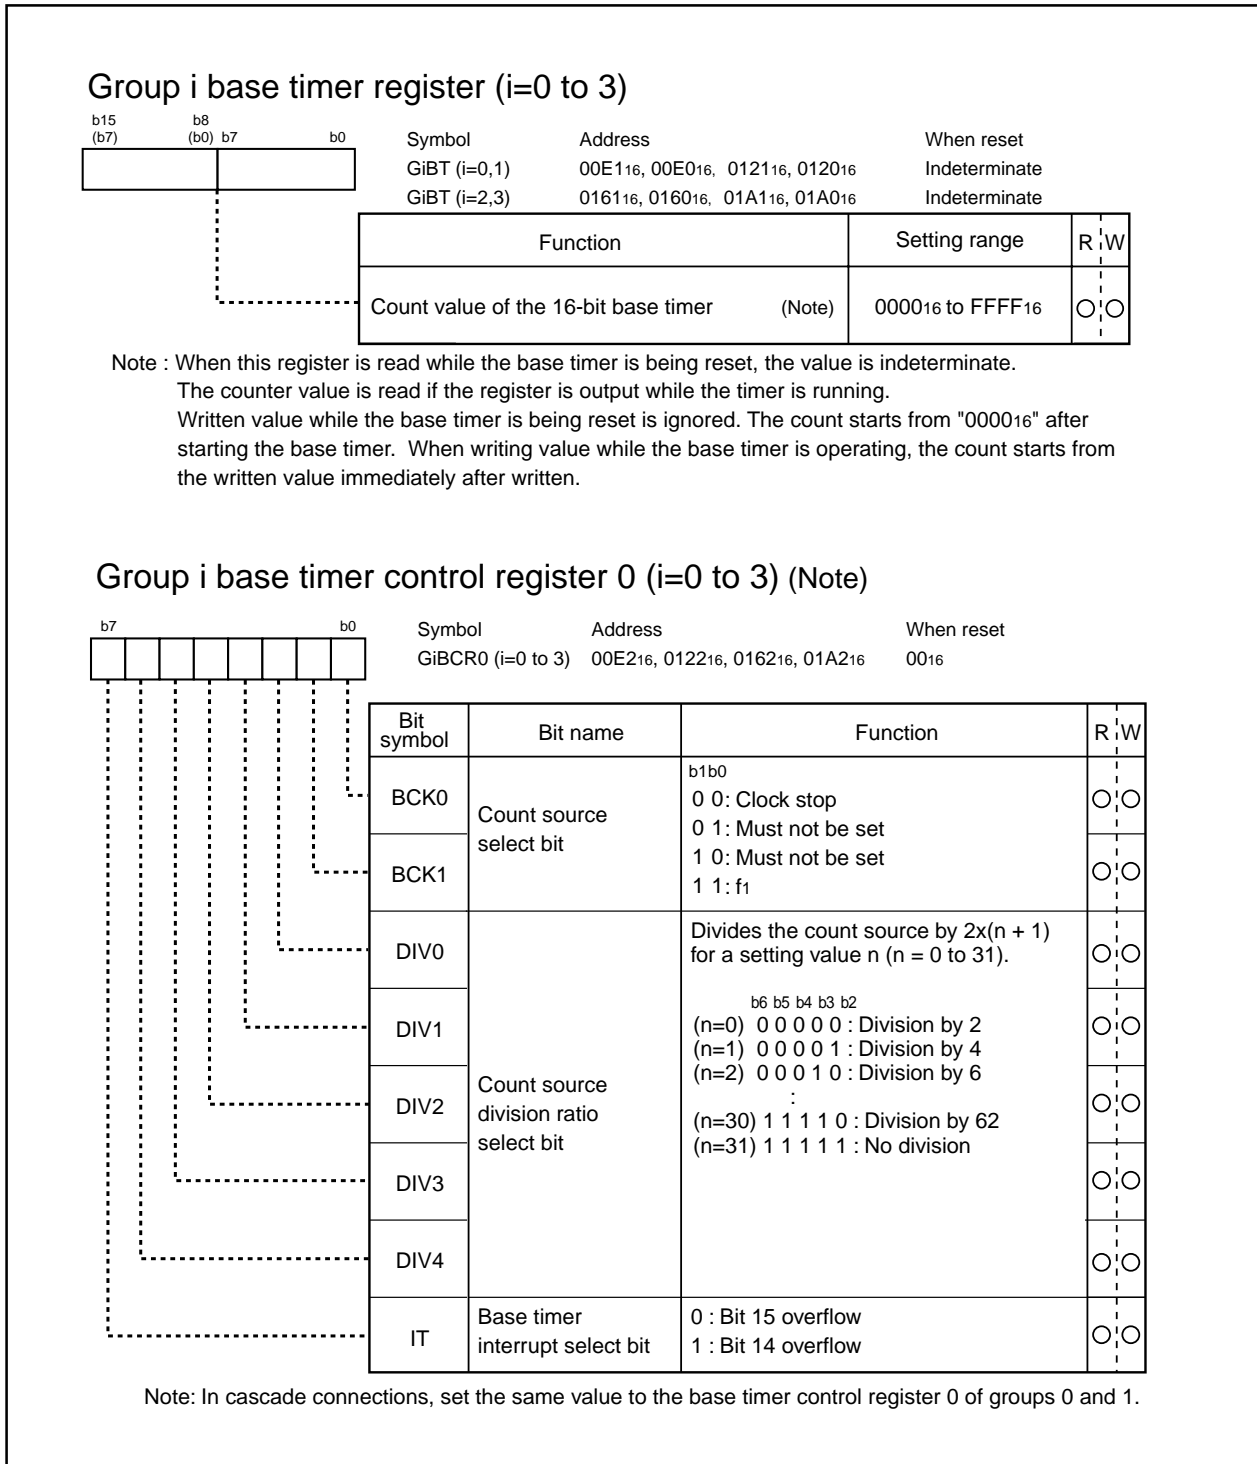 Group i base timer register (i=0 to 3)
b15 b8
(b7) (b0) b7 b0
Symbol Address When reset
GiBT (i=0,1) 00E116, 00E016, 012116, 012016 Indeterminate
GiBT (i=2,3) 016116, 016016, 01A116, 01A016 Indeterminate
Function Setting range R W
Count value of the 16-bit base timer (Note) 000016 to FFFF16
Note : When this register is read while the base timer is being reset, the value is indeterminate.
The counter value is read if the register is output while the timer is running.
Written value while the base timer is being reset is ignored. The count starts from "000016" after
starting the base timer. When writing value while the base timer is operating, the count starts from
the written value immediately after written.
Group i base timer control register 0 (i=0 to 3) (Note)
b7 b0
Symbol Address When reset
GiBCR0 (i=0 to 3) 00E216, 012216, 016216, 01A216 0016
Bit symbol Bit name Function R W
BCK0
BCK1
Count source
select bit
b1b0
0 0: Clock stop
0 1: Must not be set
1 0: Must not be set
1 1: f1
DIV0
DIV1
DIV2
DIV3
DIV4
Count source
division ratio
select bit
Divides the count source by 2x(n + 1)
for a setting value n (n = 0 to 31).
b6 b5 b4 b3 b2
(n=0) 0 0 0 0 0 : Division by 2
(n=1) 0 0 0 0 1 : Division by 4
(n=2) 0 0 0 1 0 : Division by 6
:
(n=30) 1 1 1 1 0 : Division by 62
(n=31) 1 1 1 1 1 : No division
IT
Base timer
interrupt select bit
0 : Bit 15 overflow
1 : Bit 14 overflow
Note: In cascade connections, set the same value to the base timer control register 0 of groups 0 and 1.